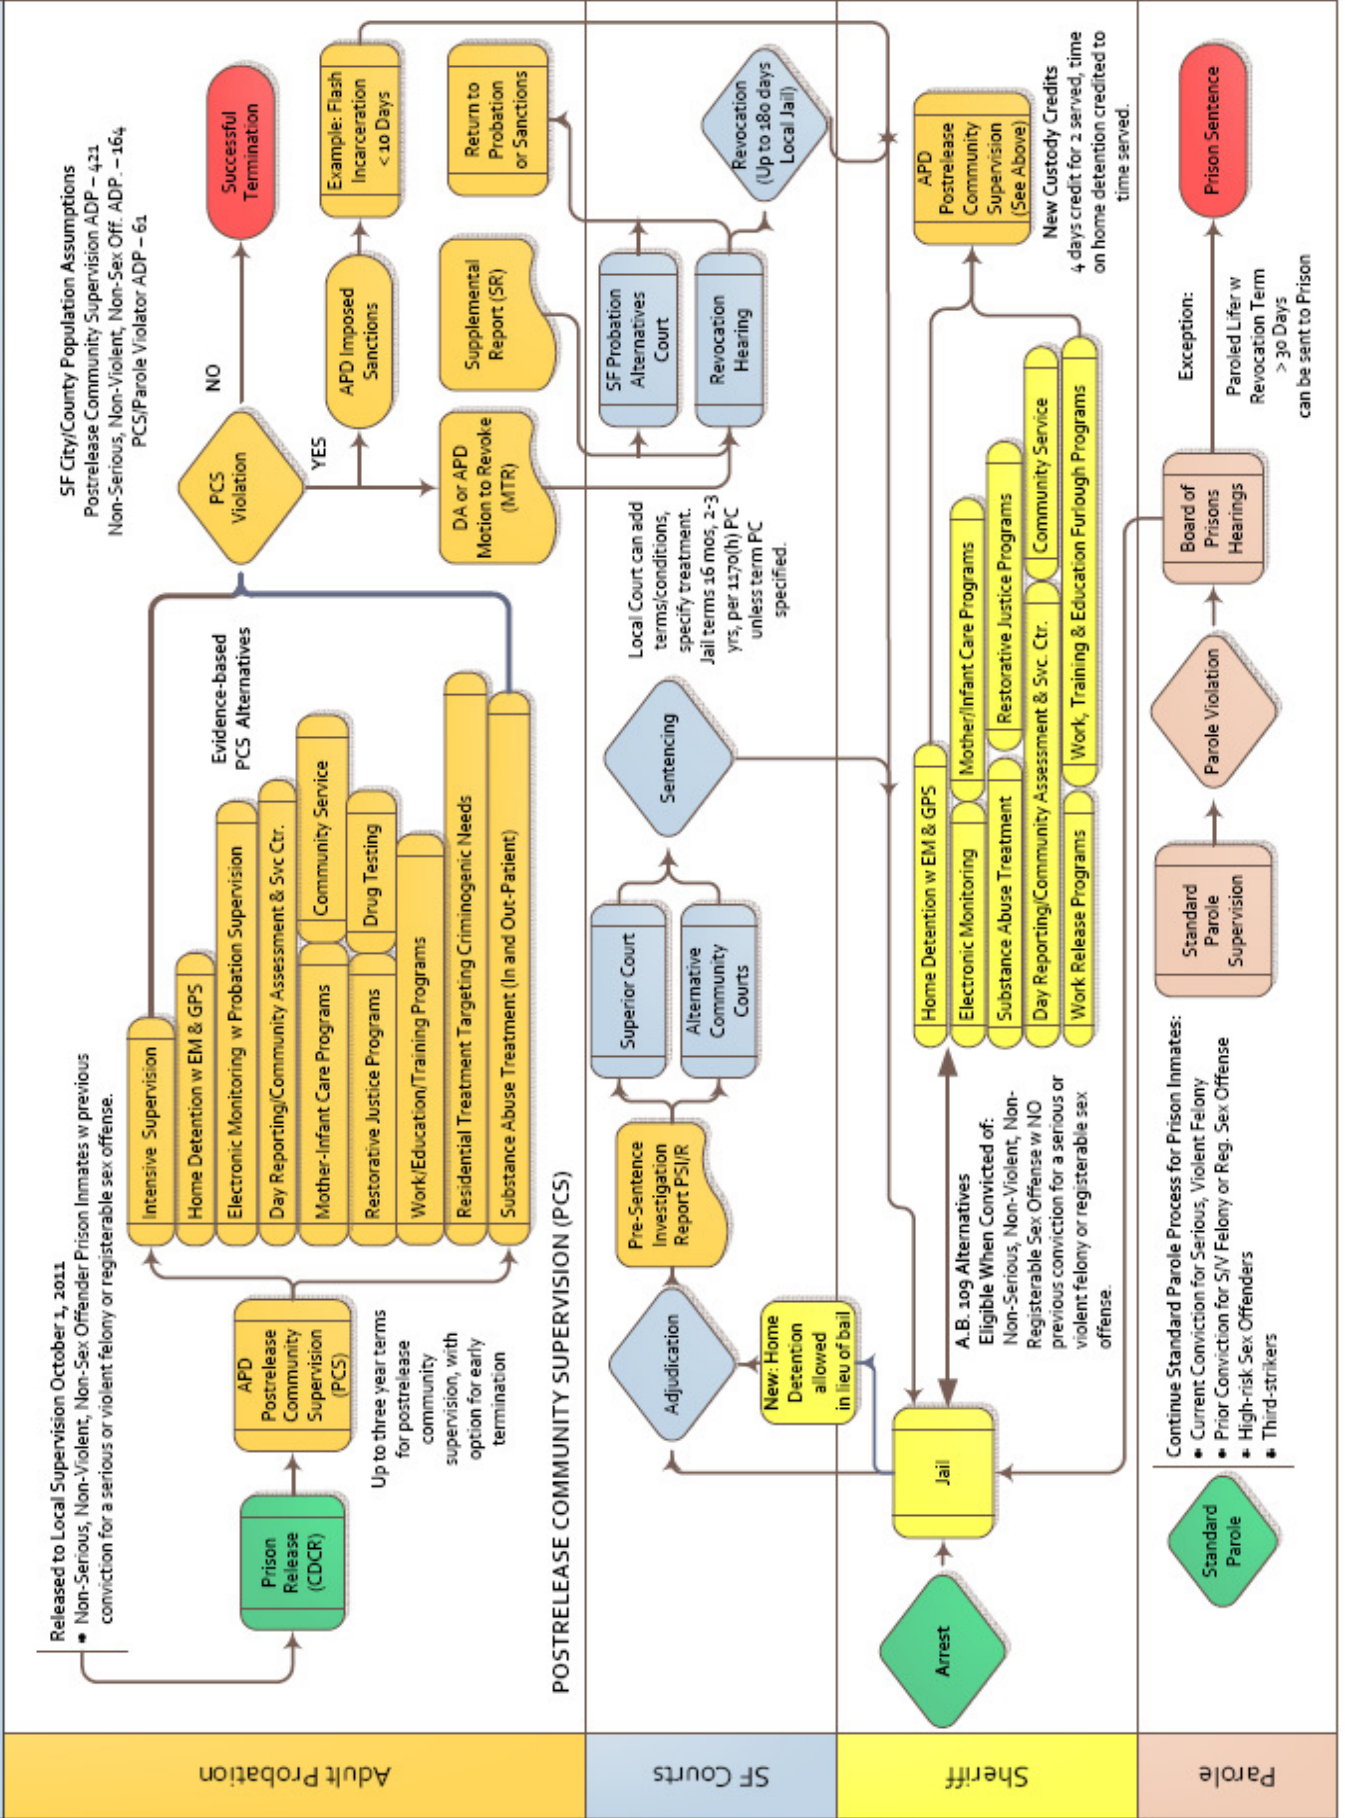 Adult Probation
Released to Local Supervision October 1, 2011
• Non-Serious, Non-Violent, Non-Sex Offender Prison Inmates w previous
conviction for a serious or violent felony or registerable sex offense.
SF City/County Population Assumptions
Postrelease Community Supervision ADP – 421
Non-Serious, Non-Violent, Non-Sex Off. ADP. – 164
PCS/Parole Violator ADP – 61
Prison
Release
(CDCR)
APD
Postrelease
Community
Supervision
(PCS)
Up to three year terms
for postrelease
community
supervision, with
option for early
termination
Intensive Supervision
Home Detention w EM & GPS
Electronic Monitoring w Probation Supervision
Day Reporting/Community Assessment & Svc Ctr.
Mother-Infant Care Programs
Community Service
Restorative Justice Programs
Drug Testing
Work/Education/Training Programs
Residential Treatment Targeting Criminogenic Needs
Substance Abuse Treatment (In and Out-Patient)
Evidence-based
PCS Alternatives
PCS
Violation
NO
YES
Successful
Termination
APD Imposed
Sanctions
Example: Flash
Incarceration
< 10 Days
DA or APD
Motion to Revoke
(MTR)
Supplemental
Report (SR)
Return to
Probation
or Sanctions
POSTRELEASE COMMUNITY SUPERVISION (PCS)
SF Courts
Adjudication
New: Home
Detention
allowed
in lieu of bail
Pre-Sentence
Investigation
Report PSI/R
Superior Court
Alternative
Community
Courts
Sentencing
Local Court can add
terms/conditions,
specify treatment.
Jail terms 16 mos, 2-3
yrs, per 1170(h) PC
unless term PC
specified.
SF Probation
Alternatives
Court
Revocation
Hearing
Revocation
(Up to 180 days
Local Jail)
Sheriff
Arrest
Jail
A.B. 109 Alternatives
Eligible When Convicted of:
Non-Serious, Non-Violent, Non-
Registerable Sex Offense w NO
previous conviction for a serious or
violent felony or registerable sex
offense.
Home Detention w EM & GPS
Electronic Monitoring
Mother/Infant Care Programs
Substance Abuse Treatment
Restorative Justice Programs
Day Reporting/Community Assessment & Svc. Ctr.
Community Service
Work Release Programs
Work, Training & Education Furlough Programs
APD
Postrelease
Community
Supervision
(See Above)
New Custody Credits
4 days credit for 2 served, time
on home detention credited to
time served.
Parole
Standard
Parole
Continue Standard Parole Process for Prison Inmates:
• Current Conviction for Serious, Violent Felony
• Prior Conviction for S/V Felony or Reg. Sex Offense
• High-risk Sex Offenders
• Third-strikers
Standard
Parole
Supervision
Parole Violation
Board of
Prisons
Hearings
Exception:
Paroled Lifer w
Revocation Term
> 30 Days
can be sent to Prison
Prison Sentence